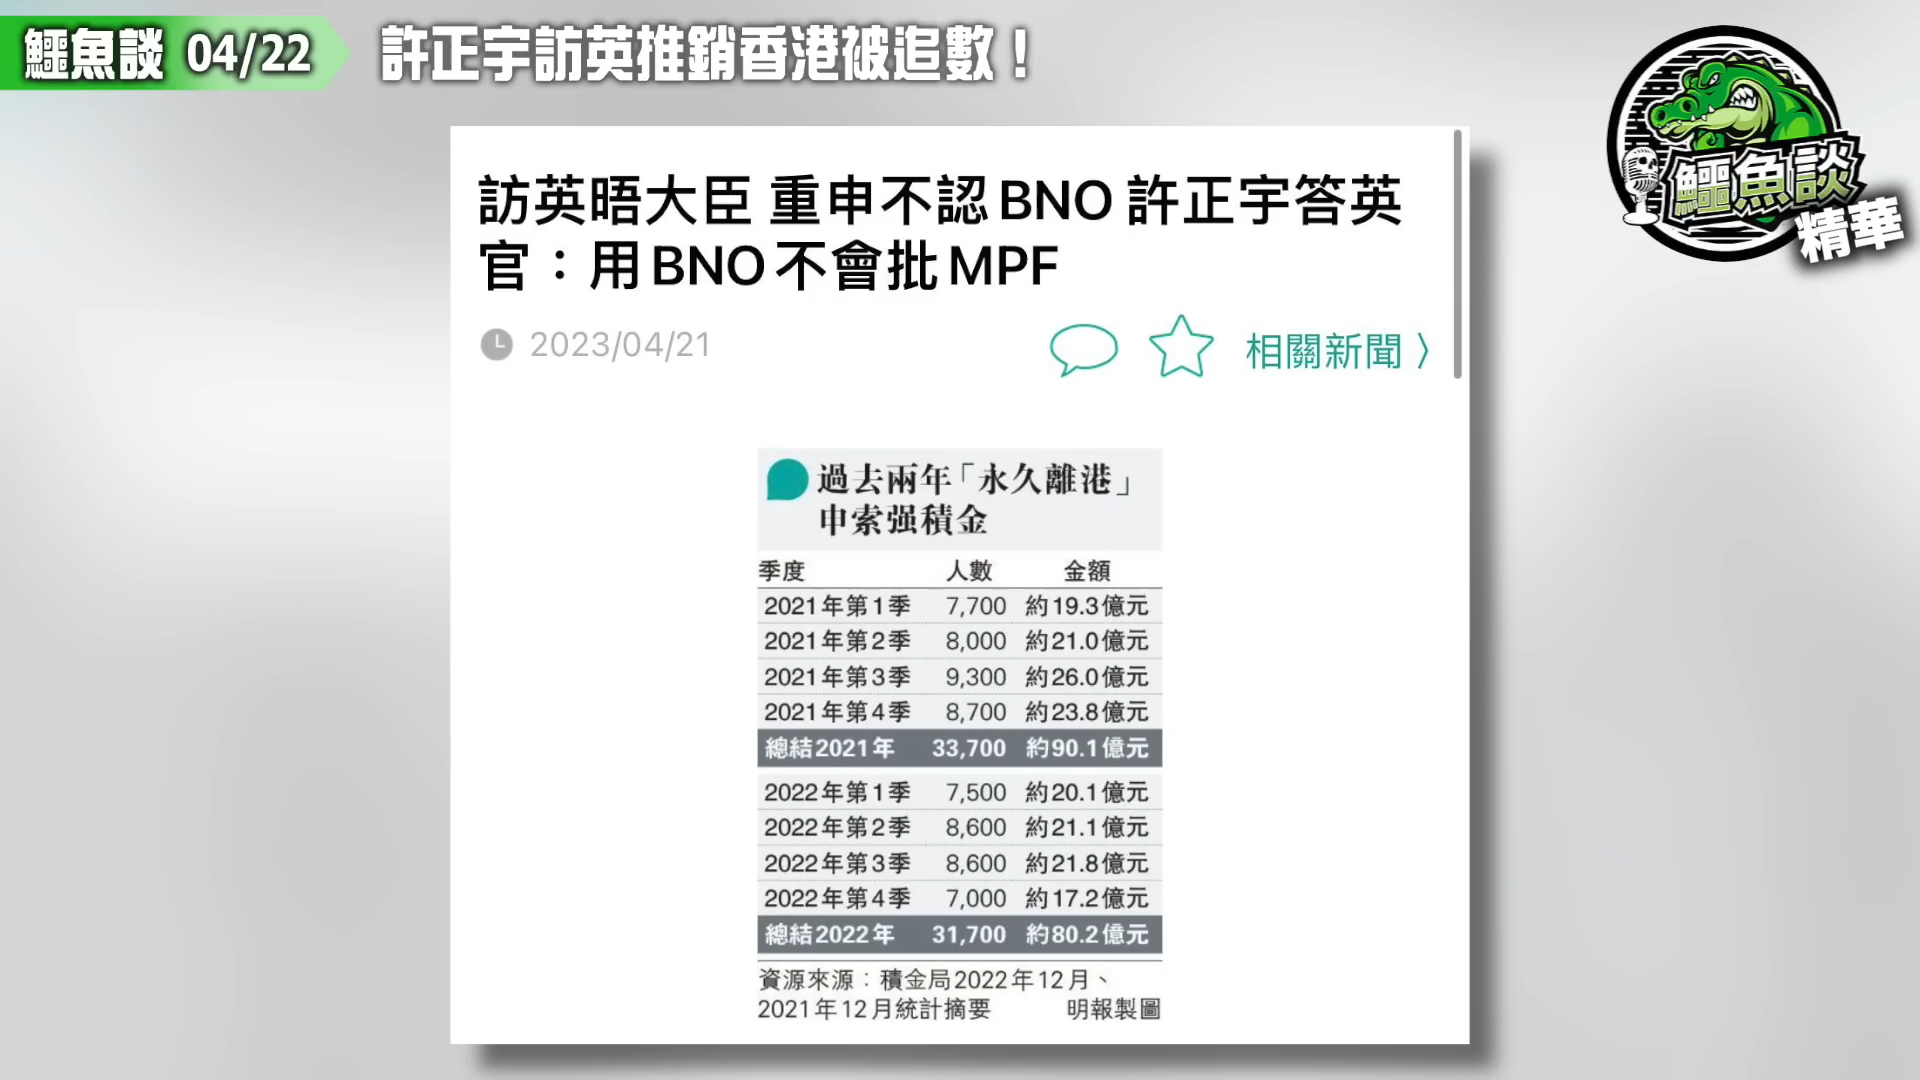 鱷魚談 04/22 許正宇訪英推銷香港被追數！
鱷魚談
精華
訪英晤大臣 重申不認BNO 許正宇答英
官：用BNO不會批MPF
2023/04/21
相關新聞 〉
過去兩年「永久離港」
申索强積金
季度 人數 金額
2021年第1季 7,700 約19.3億元
2021年第2季 8,000 約21.0億元
2021年第3季 9,300 約26.0億元
2021年第4季 8,700 約23.8億元
總結2021年 33,700 約90.1億元
2022年第1季 7,500 約20.1億元
2022年第2季 8,600 約21.1億元
2022年第3季 8,600 約21.8億元
2022年第4季 7,000 約17.2億元
總結2022年 31,700 約80.2億元
資源來源：積金局2022年12月、
2021年12月統計摘要 明報製圖